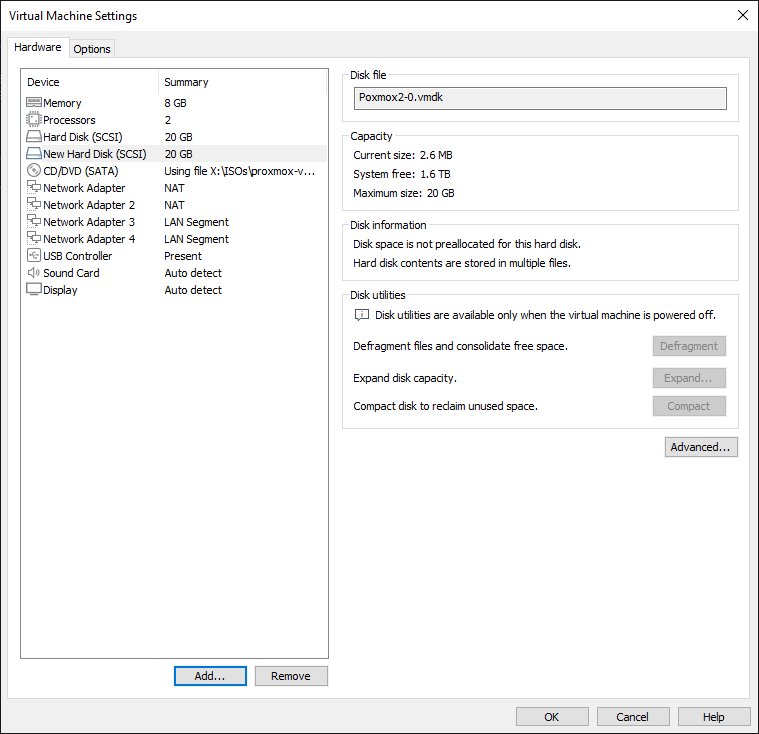 Virtual Machine Settings
Hardware
Options
Device Summary
Memory 8 GB
Processors 2
Hard Disk (SCSI) 20 GB
New Hard Disk (SCSI) 20 GB
CD/DVD (SATA) Using file X:\ISOs\proxmox-v...
Network Adapter NAT
Network Adapter 2 NAT
Network Adapter 3 LAN Segment
Network Adapter 4 LAN Segment
USB Controller Present
Sound Card Auto detect
Display Auto detect
Add...
Remove
Disk file
Poxmox2-0.vmdk
Capacity
Current size: 2.6 MB
System free: 1.6 TB
Maximum size: 20 GB
Disk information
Disk space is not preallocated for this hard disk.
Hard disk contents are stored in multiple files.
Disk utilities
Disk utilities are available only when the virtual machine is powered off.
Defragment files and consolidate free space. Defragment
Expand disk capacity. Expand...
Compact disk to reclaim unused space. Compact
Advanced...
OK
Cancel
Help